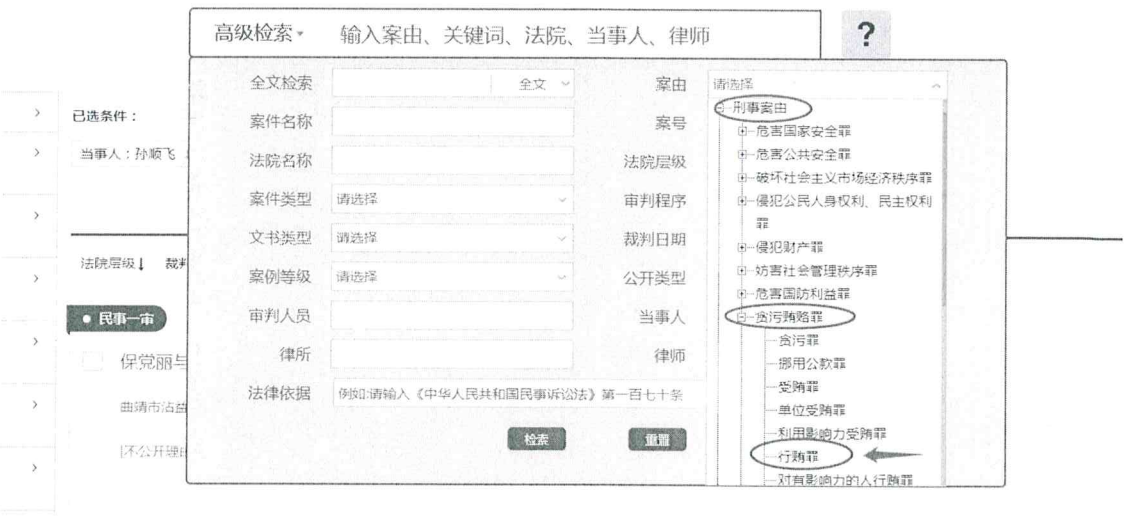 高级检索 输入案由、关键词、法院、当事人、律师 ?
全文检索 全文 案由 请选择
已选条件：
案件名称 案号
当事人：孙顺飞
法院名称 法院层级
案件类型 请选择 审判程序
文书类型 请选择 裁判日期
法院层级↓ 裁判
案例等级 请选择 公开类型
审判人员 当事人
民事一审
律所 律师
保党丽与
法律依据 例如:请输入《中华人民共和国民事诉讼法》第一百七十条
曲靖市沾益
检索 重置
刑事案由
危害国家安全罪
危害公共安全罪
破坏社会主义市场经济秩序罪
侵犯公民人身权利、民主权利
罪
侵犯财产罪
妨害社会管理秩序罪
危害国防利益罪
贪污贿赂罪
贪污罪
挪用公款罪
受贿罪
单位受贿罪
利用影响力受贿罪
行贿罪
对有影响力的人行贿罪